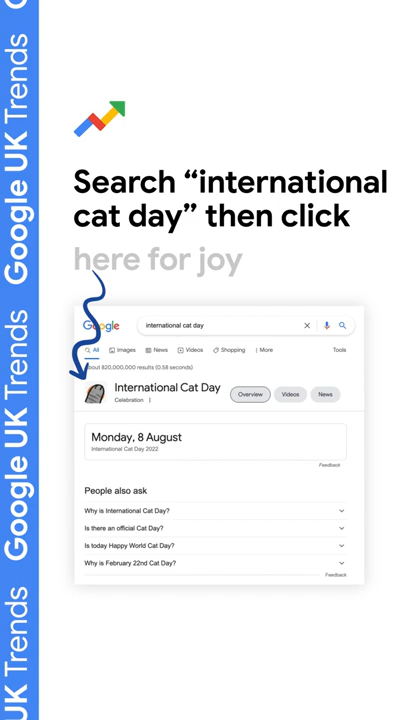 Google UK Trends
Google UK Trends
UK Trends
Search “international
cat day” then click
here for joy
Google
international cat day
All
Images
News
Videos
Shopping
More
Tools
About 820,000,000 results (0.58 seconds)
International Cat Day
Celebration
Overview
Videos
News
Monday, 8 August
International Cat Day 2022
Feedback
People also ask
Why is International Cat Day?
Is there an official Cat Day?
Is today Happy World Cat Day?
Why is February 22nd Cat Day?
Feedback